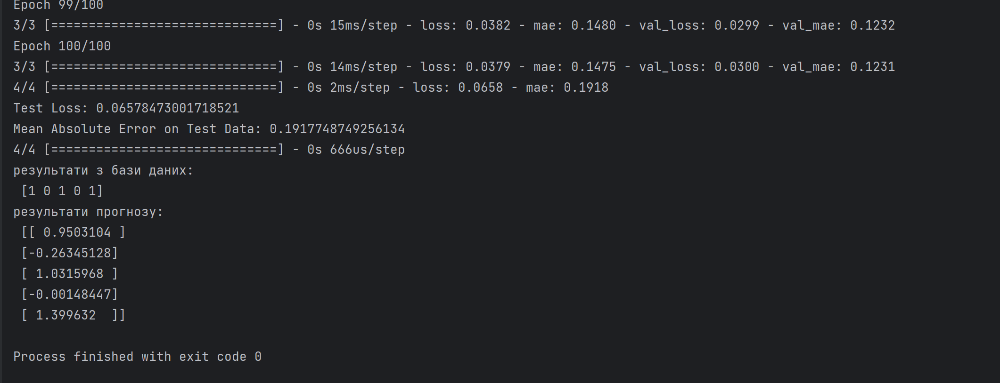 Epoch 99/100
3/3 [==============================] - 0s 15ms/step - loss: 0.0382 - mae: 0.1480 - val_loss: 0.0299 - val_mae: 0.1232
Epoch 100/100
3/3 [==============================] - 0s 14ms/step - loss: 0.0379 - mae: 0.1475 - val_loss: 0.0300 - val_mae: 0.1231
4/4 [==============================] - 0s 2ms/step - loss: 0.0658 - mae: 0.1918
Test Loss: 0.06578473001718521
Mean Absolute Error on Test Data: 0.1917748749256134
4/4 [==============================] - 0s 666us/step
результати з бази даних:
 [1 0 1 0 1]
результати прогнозу:
 [[ 0.9503104 ]
 [-0.26345128]
 [ 1.0315968 ]
 [-0.00148447]
 [ 1.399632  ]]
Process finished with exit code 0